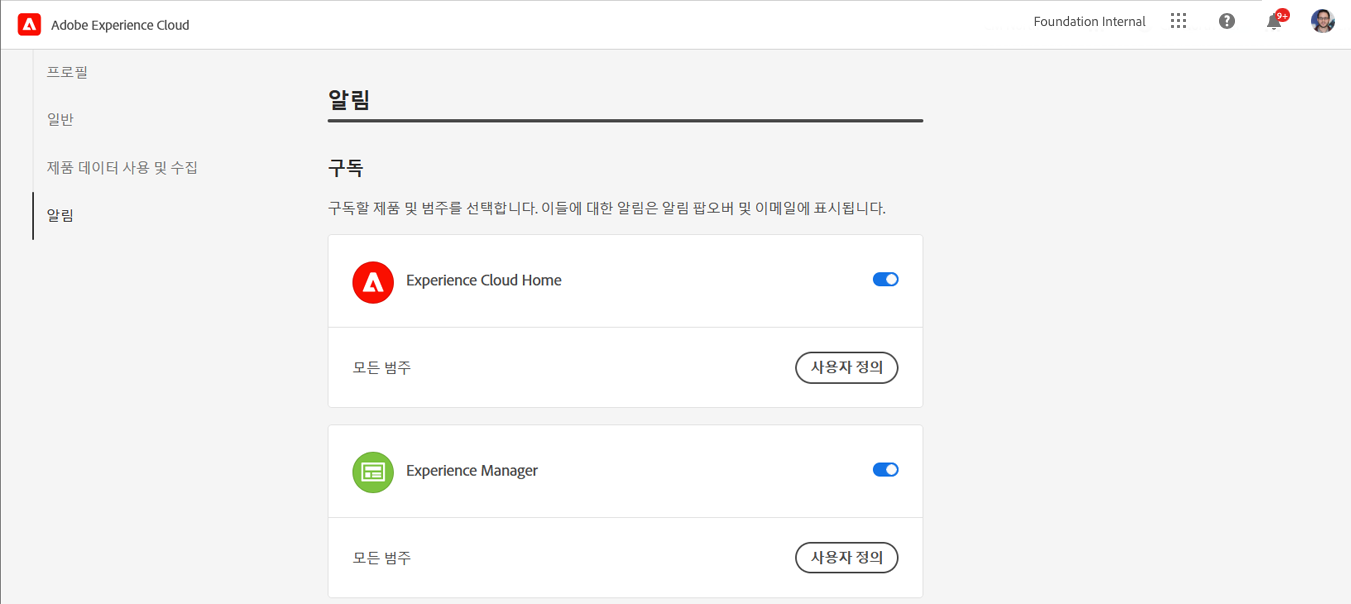 Adobe Experience Cloud
Foundation Internal
9+
프로필
일반
제품 데이터 사용 및 수집
알림
알림
구독
구독할 제품 및 범주를 선택합니다. 이들에 대한 알림은 알림 팝오버 및 이메일에 표시됩니다.
Experience Cloud Home
모든 범주
사용자 정의
Experience Manager
모든 범주
사용자 정의